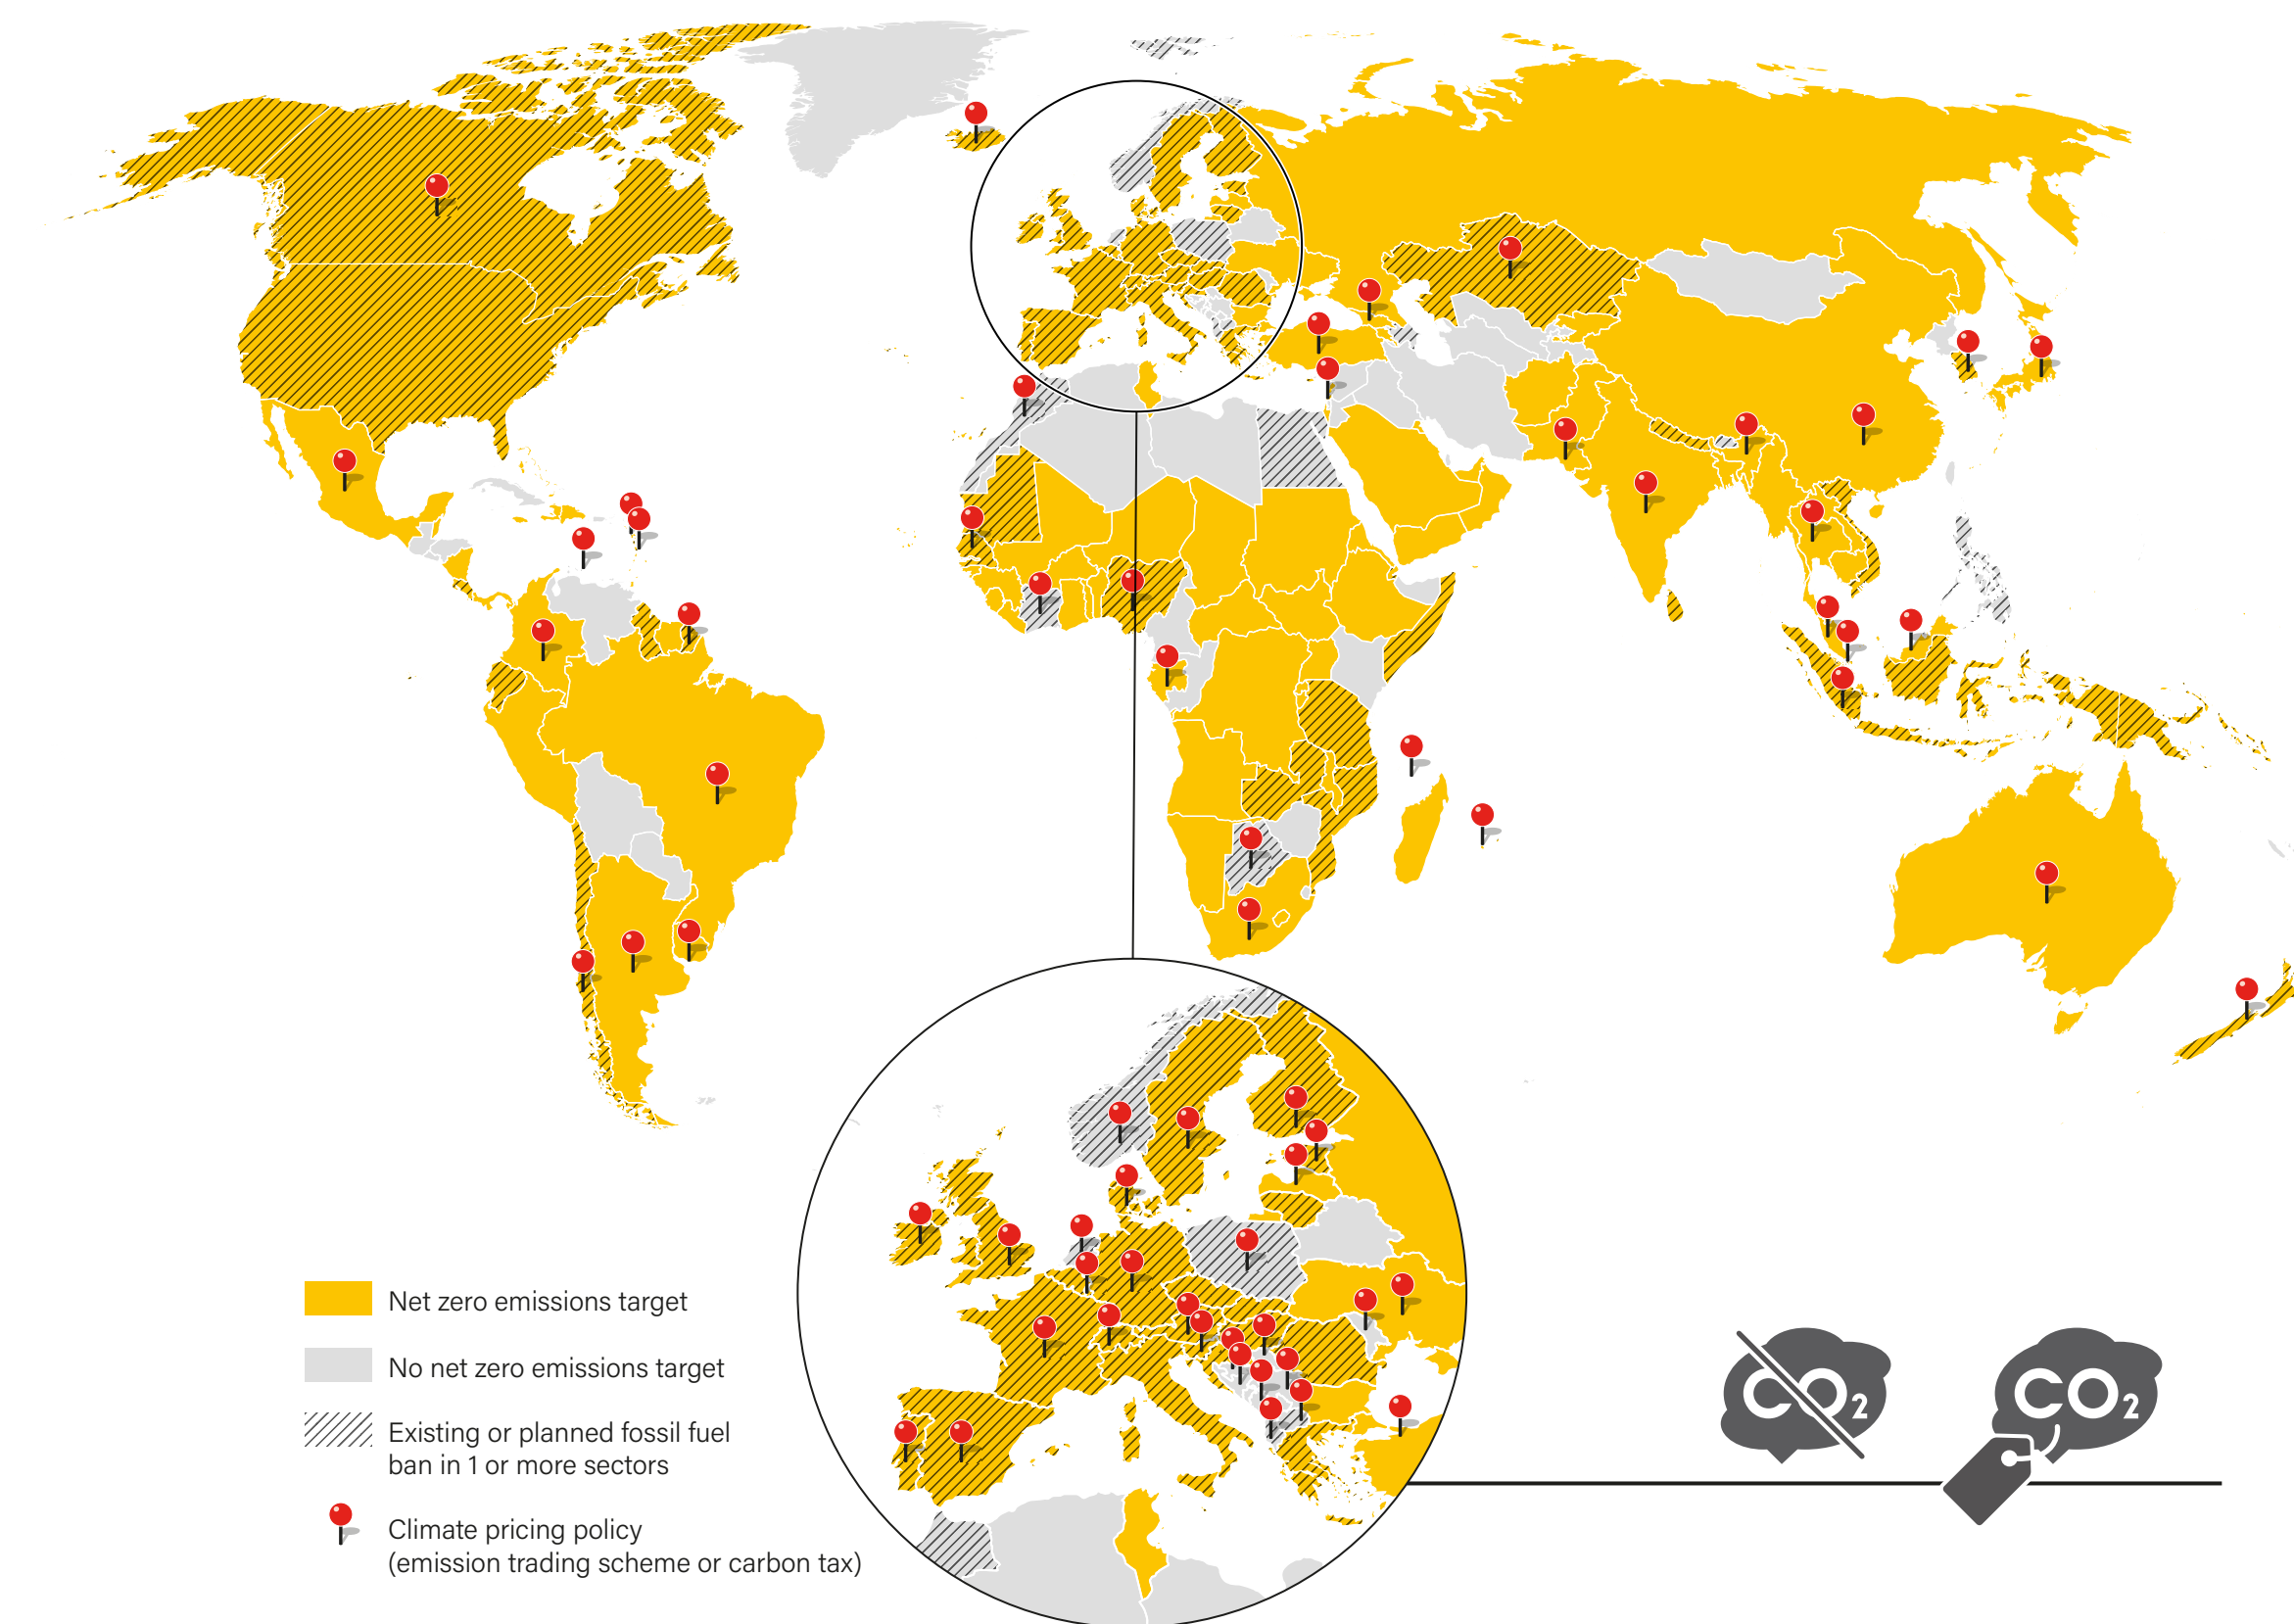 Net zero emissions target
No net zero emissions target
Existing or planned fossil fuel
ban in 1 or more sectors
Climate pricing policy
(emission trading scheme or carbon tax)
CO2
CO2